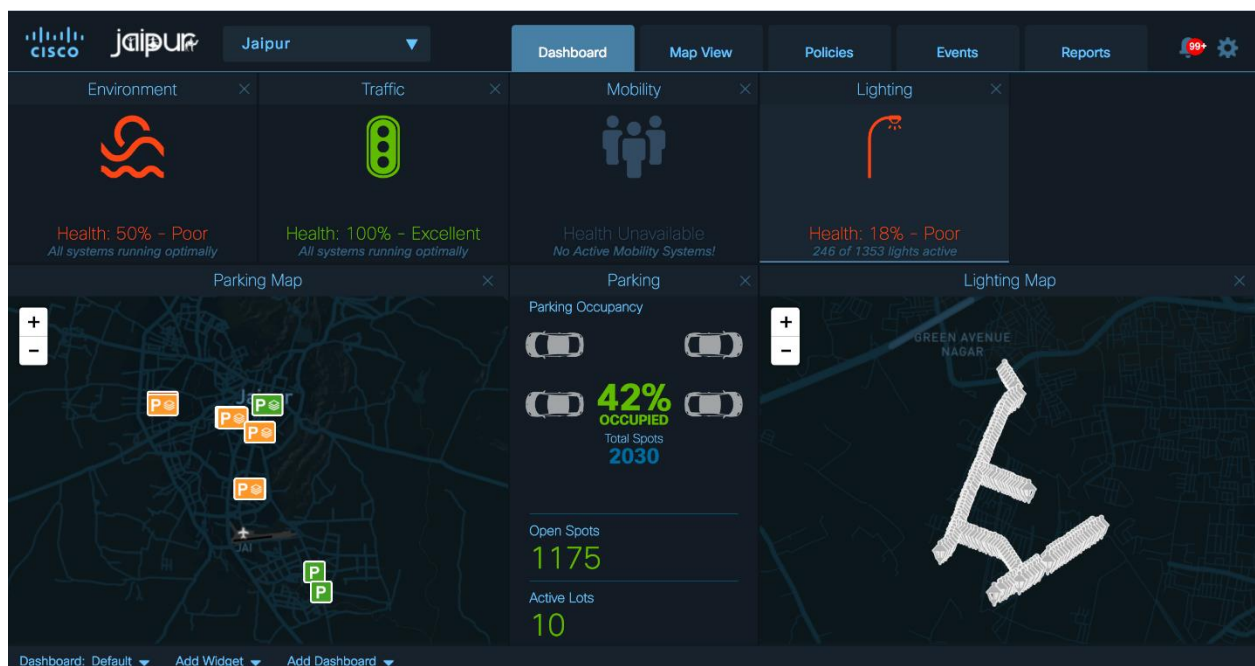 cisco
jaipur
Jaipur
Dashboard
Map View
Policies
Events
Reports
99+
Environment
Health: 50% - Poor
All systems running optimally
Traffic
Health: 100% - Excellent
All systems running optimally
Mobility
Health Unavailable
No Active Mobility Systems!
Lighting
Health: 18% - Poor
246 of 1353 lights active
Parking Map
+
−
Jaipur
P
P
P
P
P
JAI
P
P
Parking
Parking Occupancy
42%
OCCUPIED
Total Spots
2030
Open Spots
1175
Active Lots
10
Lighting Map
+
−
GREEN AVENUE
NAGAR
Dashboard: Default
Add Widget
Add Dashboard